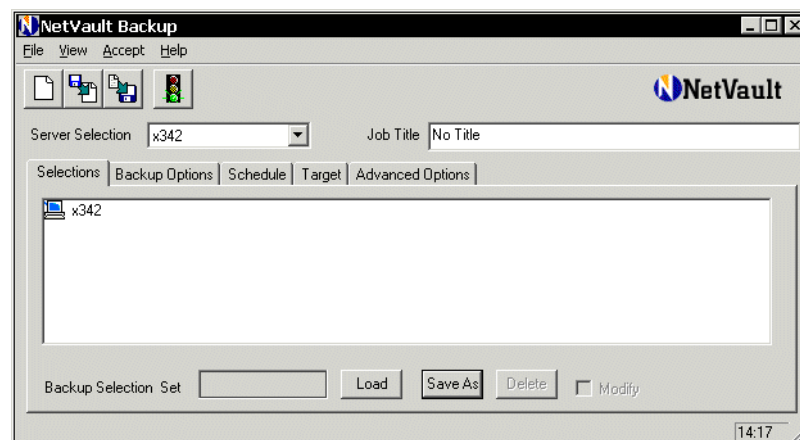 NetVault Backup
File View Accept Help
NetVault
Server Selection x342 Job Title No Title
Selections Backup Options Schedule Target Advanced Options
x342
Backup Selection Set Load Save As Delete Modify
14:17